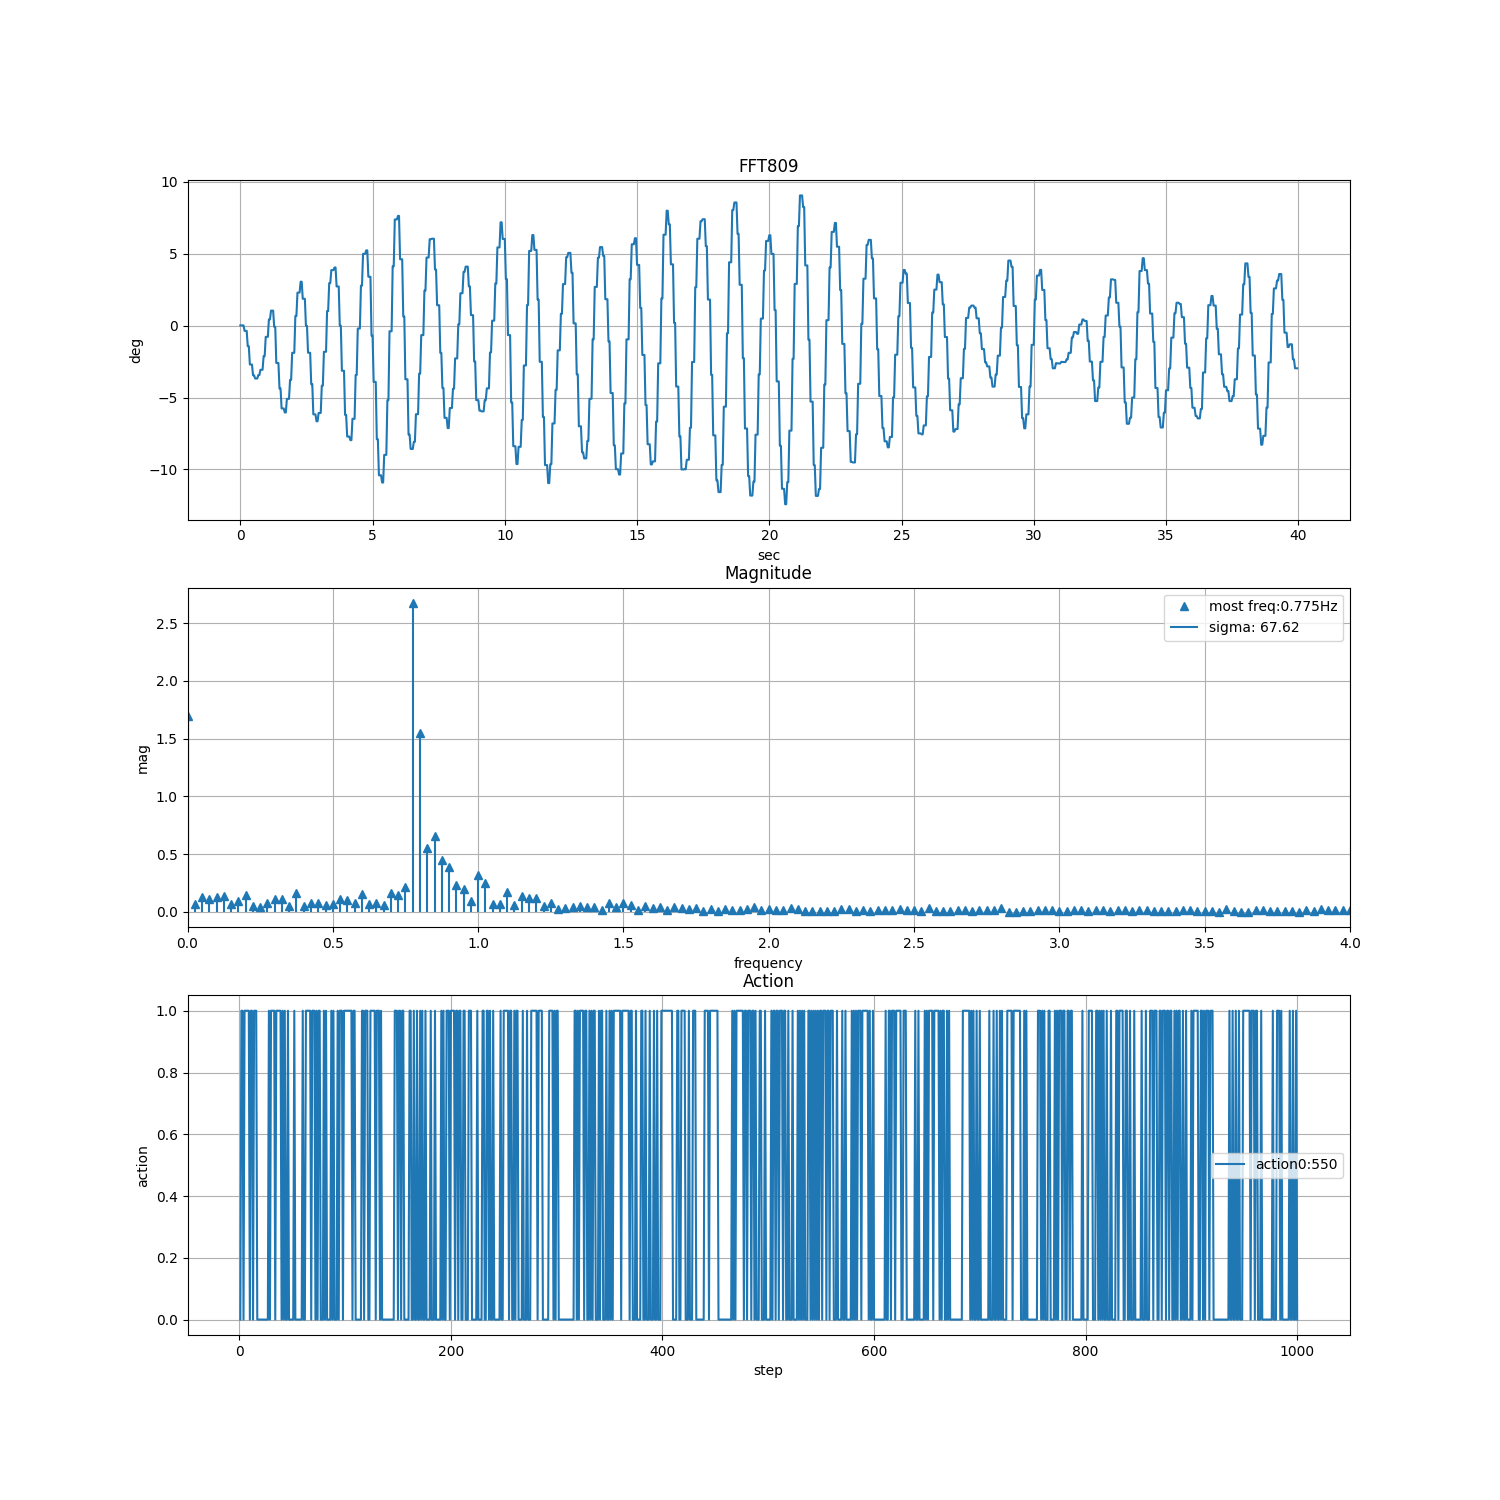 FFT809
10
5
0
−5
−10
deg
0 5 10 15 20 25 30 35 40
sec
Magnitude
most freq:0.775Hz
sigma: 67.62
2.5
2.0
1.5
1.0
0.5
0.0
mag
0.0 0.5 1.0 1.5 2.0 2.5 3.0 3.5 4.0
frequency
Action
1.0
0.8
0.6
0.4
0.2
0.0
action
action0:550
0 200 400 600 800 1000
step